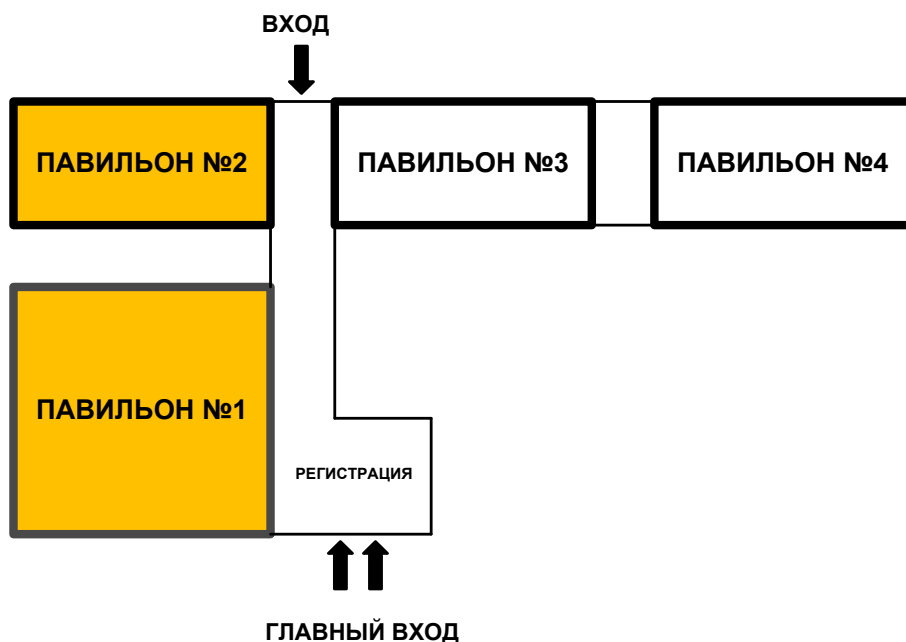 ВХОД
ПАВИЛЬОН №2
ПАВИЛЬОН №3
ПАВИЛЬОН №4
ПАВИЛЬОН №1
РЕГИСТРАЦИЯ
ГЛАВНЫЙ ВХОД